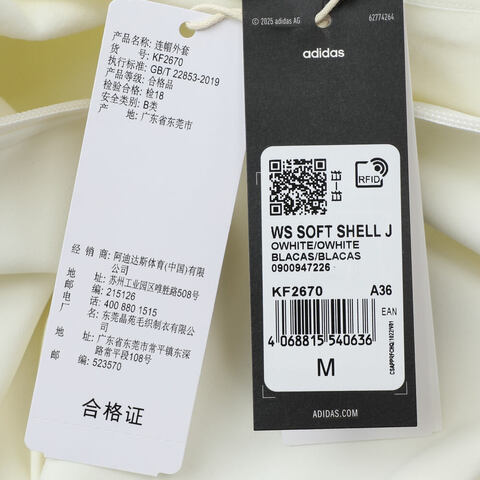 产品名称: 连帽外套
货 号: KF2670
执行标准: GB/T 22853-2019
产品等级: 合格品
检验合格: 检18
安全类别: B类
产 地: 广东省东莞市
经 销 商: 阿迪达斯体育(中国)有限公司
地 址: 苏州工业园区唯胜路508号
邮 编: 215126
电 话: 400 880 1515
厂 名: 东莞晶苑毛织制衣有限公司
地 址: 广东省东莞市常平镇东深路常平段108号
邮 编: 523570
合格证
© 2025 adidas AG
62774264
adidas
RFID
WS SOFT SHELL J
OWHITE/OWHITE
BLACAS/BLACAS
0900947226
KF2670 A36
EAN
4 068815 540636
M
ADIDAS.COM